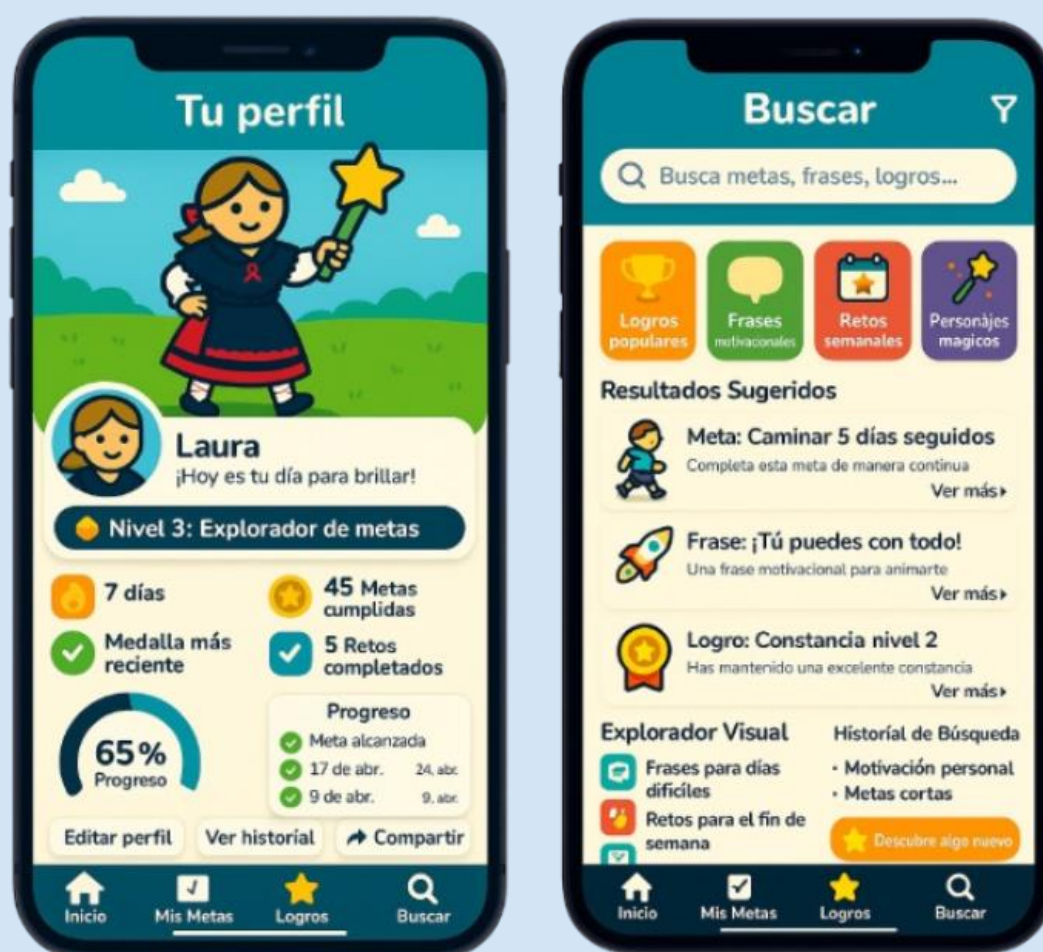 Tu perfil
Laura
¡Hoy es tu día para brillar!
Nivel 3: Explorador de metas
7 días
45 Metas
cumplidas
Medalla más
reciente
5 Retos
completados
65%
Progreso
Progreso
Meta alcanzada
17 de abr. 24. abr.
9 de abr. 9. abr.
Editar perfil
Ver historial
Compartir
Inicio
Mis Metas
Logros
Buscar
Buscar
Busca metas, frases, logros...
Logros
populares
Frases
motivacionales
Retos
semanales
Personàjes
magicos
Resultados Sugeridos
Meta: Caminar 5 días seguidos
Completa esta meta de manera continua
Ver más
Frase: ¡Tú puedes con todo!
Una frase motivacional para animarte
Ver más
Logro: Constancia nivel 2
Has mantenido una excelente constancia
Ver más
Explorador Visual
Frases para días
difíciles
Retos para el fin de
semana
Historíal de Búsqueda
• Motivación personal
• Metas cortas
Descubre algo nuevo
Inicio
Mis Metas
Logros
Buscar